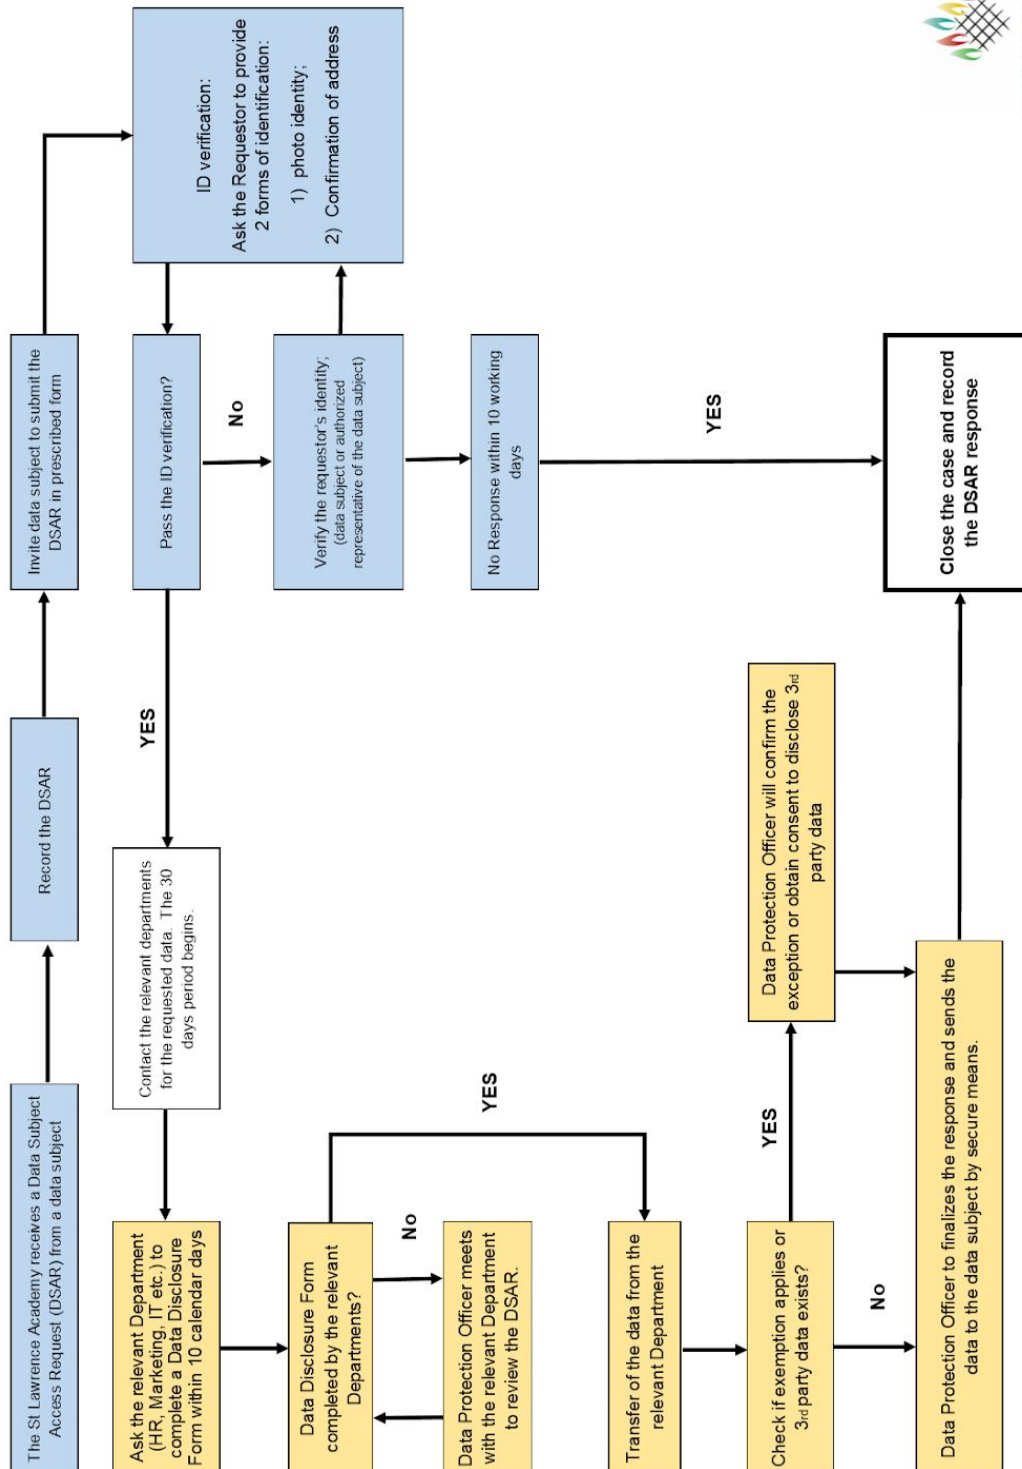 The St Lawrence Academy receives a Data Subject
Access Request (DSAR) from a data subject
Record the DSAR
Invite data subject to submit the
DSAR in prescribed form
ID verification:
Ask the Requestor to provide
2 forms of identification:
1) photo identity;
2) Confirmation of address
Pass the ID verification?
No
YES
Verify the requestor's identity;
(data subject or authorized
representative of the data subject)
No Response within 10 working
days
YES
Contact the relevant departments
for the requested data. The 30
days period begins.
Ask the relevant Department
(HR, Marketing, IT etc.) to
complete a Data Disclosure
Form within 10 calendar days
Data Disclosure Form
completed by the relevant
Departments?
No
YES
Data Protection Officer meets
with the relevant Department
to review the DSAR.
Transfer of the data from the
relevant Department
Check if exemption applies or
3rd party data exists?
YES
No
Data Protection Officer will confirm the
exception or obtain consent to disclose 3rd
party data
Data Protection Officer to finalizes the response and sends the
data to the data subject by secure means.
Close the case and record
the DSAR response